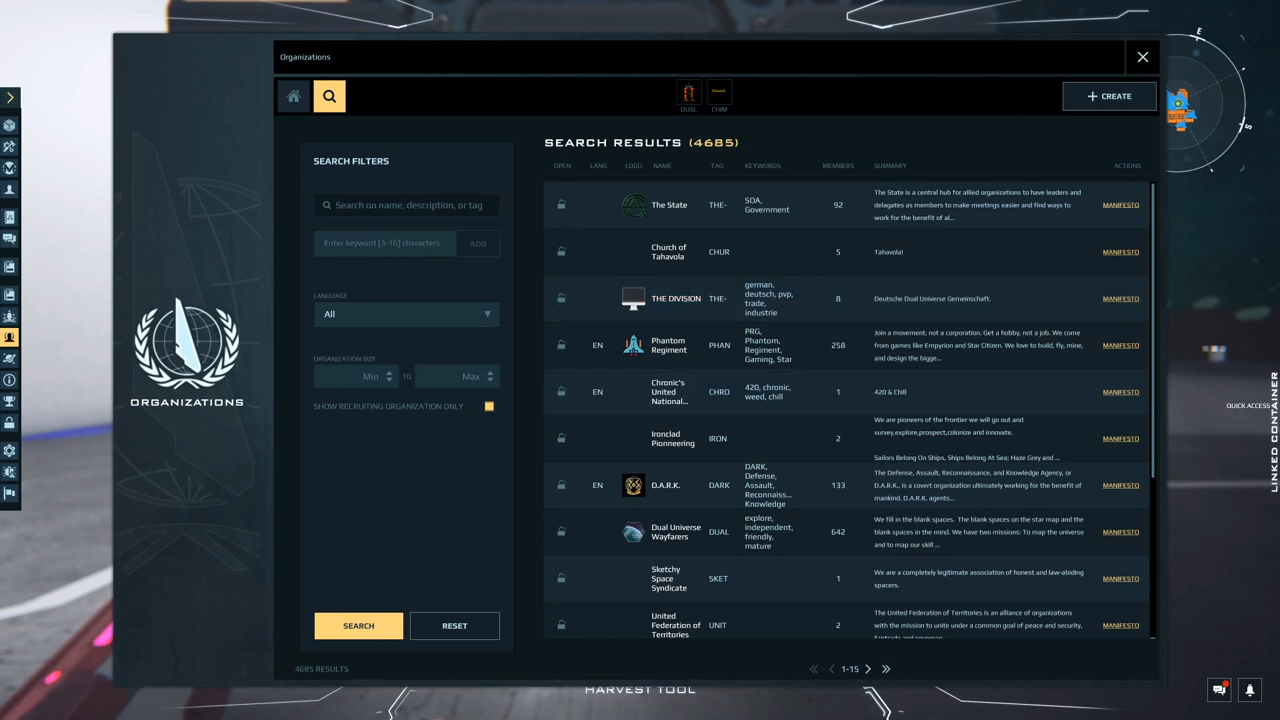 E
S
Organizations
DUSL
CHIM
+ CREATE
SEARCH FILTERS
Search on name, description, or tag
Enter keyword [3-16] characters
ADD
LANGUAGE
All
ORGANIZATION SIZE
Min
TO
Max
SHOW RECRUITING ORGANIZATION ONLY
SEARCH
RESET
4685 RESULTS
ORGANIZATIONS
SEARCH RESULTS (4685)
OPEN LANG LOGO NAME TAG KEYWORDS MEMBERS SUMMARY ACTIONS
The State
THE-
SOA,
Government
92
The State is a central hub for allied organizations to have leaders and
delegates as members to make meetings easier and find ways to
work for the benefit of al...
MANIFESTO
Church of
Tahavola
CHUR
5
Tahavola!
MANIFESTO
THE DIVISION
THE-
german,
deutsch, pvp,
trade,
industrie
8
Deutsche Dual Universe Gemeinschaft.
MANIFESTO
EN
Phantom
Regiment
PHAN
PRG,
Phantom,
Regiment,
Gaming, Star
258
Join a movement, not a corporation. Get a hobby, not a job. We come
from games like Empyrion and Star Citizen. We love to build, fly, mine,
and design the bigge...
MANIFESTO
EN
Chronic's
United
National...
CHRO
420, chronic,
weed, chill
1
420 & Chill
MANIFESTO
Ironclad
Pionneering
IRON
2
We are pioneers of the frontier we will go out and
survey,explore,prospect,colonize and innovate.
Sailors Belong On Ships, Ships Belong At Sea; Haze Grey and ...
MANIFESTO
EN
D.A.R.K.
DARK
DARK,
Defense,
Assault,
Reconnaiss...
Knowledge
133
The Defense, Assault, Reconnaissance, and Knowledge Agency, or
D.A.R.K., is a covert organization ultimately working for the benefit of
mankind. D.A.R.K. agents...
MANIFESTO
Dual Universe
Wayfarers
DUAL
explore,
independent,
friendly,
mature
642
We fill in the blank spaces. The blank spaces on the star map and the
blank spaces in the mind. We have two missions: To map the universe
and to map our skill ...
MANIFESTO
Sketchy
Space
Syndicate
SKET
1
We are a completely legitimate association of honest and law-abiding
spacers.
MANIFESTO
United
Federation of
Territories
UNIT
2
The United Federation of Territories is an alliance of organizations
with the mission to unite under a common goal of peace and security,
MANIFESTO
1-15
HARVEST TOOL
QUICK ACCESS
LINKED CONTAINER